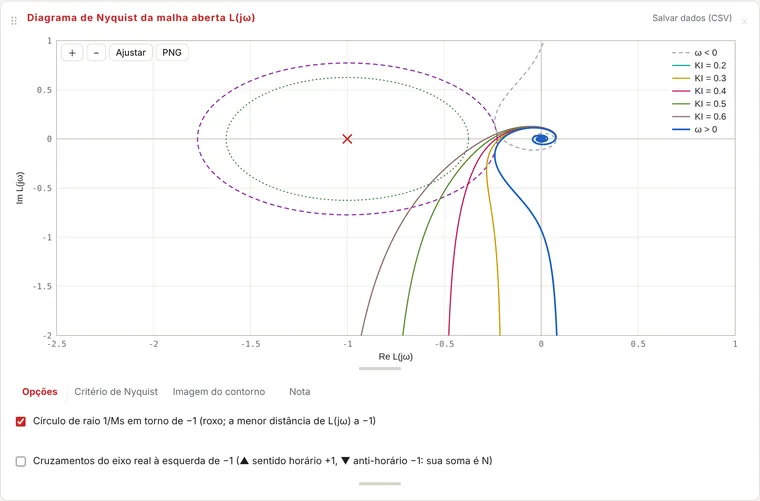 Diagrama de Nyquist da malha aberta L(jω)
Salvar dados (CSV)
×
+ - Ajustar PNG
ω < 0
KI = 0.2
KI = 0.3
KI = 0.4
KI = 0.5
KI = 0.6
ω > 0
1
0.5
0
-0.5
-1
-1.5
-2
Im L(jω)
-2.5 -2 -1.5 -1 -0.5 0 0.5 1
Re L(jω)
Opções Critério de Nyquist Imagem do contorno Nota
Círculo de raio 1/Ms em torno de −1 (roxo; a menor distância de L(jω) a −1)
Cruzamentos do eixo real à esquerda de −1 (▲ sentido horário +1, ▼ anti-horário −1: sua soma é N)